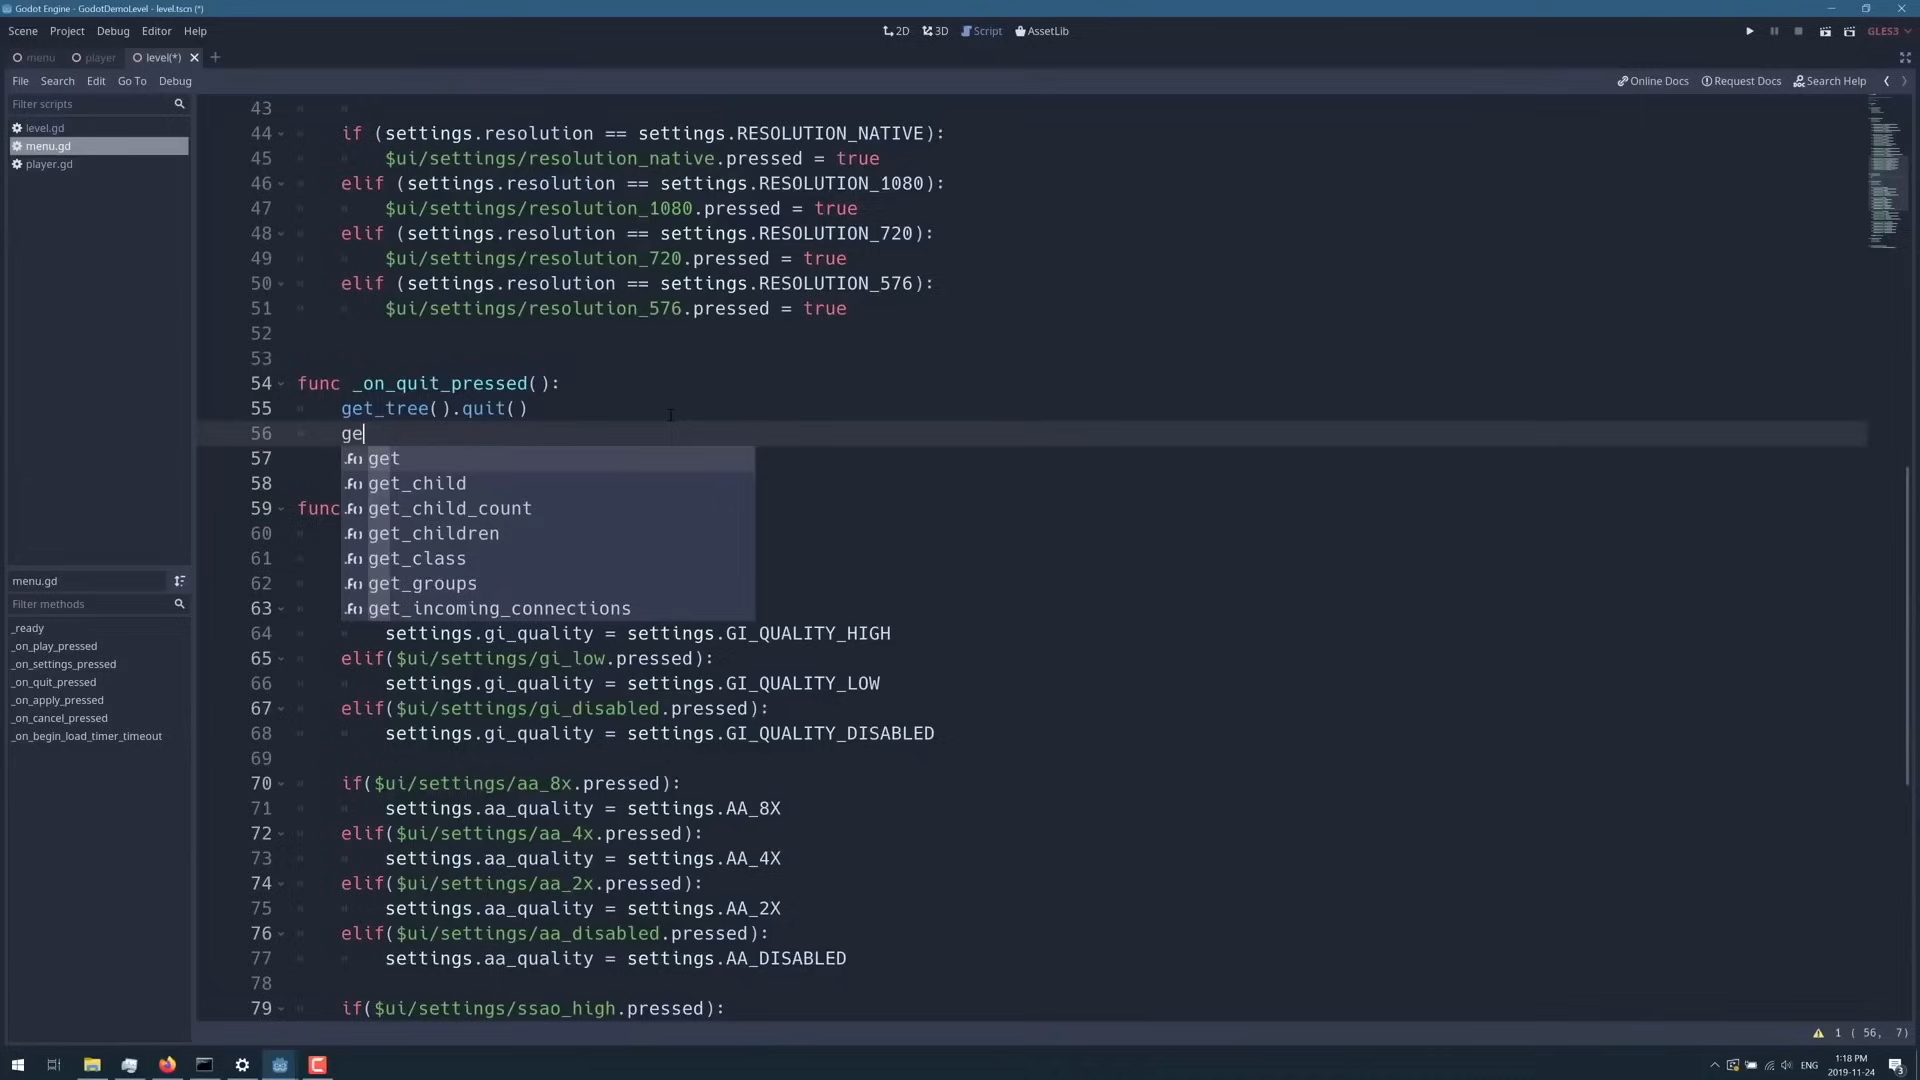 Godot Engine - GodotDemoLevel - level.tscn (*)
Scene Project Debug Editor Help
2D 3D Script AssetLib
GLES3
menu player level(*)
File Search Edit Go To Debug
Online Docs Request Docs Search Help
Filter scripts
level.gd
menu.gd
player.gd
menu.gd
Filter methods
_ready
_on_play_pressed
_on_settings_pressed
_on_quit_pressed
_on_apply_pressed
_on_cancel_pressed
_on_begin_load_timer_timeout
43
44 if (settings.resolution == settings.RESOLUTION_NATIVE):
45 $ui/settings/resolution_native.pressed = true
46 elif (settings.resolution == settings.RESOLUTION_1080):
47 $ui/settings/resolution_1080.pressed = true
48 elif (settings.resolution == settings.RESOLUTION_720):
49 $ui/settings/resolution_720.pressed = true
50 elif (settings.resolution == settings.RESOLUTION_576):
51 $ui/settings/resolution_576.pressed = true
52
53
54 func _on_quit_pressed():
55 get_tree().quit()
56 ge
57 get
58 get_child
59 func get_child_count
60 get_children
61 get_class
62 get_groups
63 get_incoming_connections
64 settings.gi_quality = settings.GI_QUALITY_HIGH
65 elif($ui/settings/gi_low.pressed):
66 settings.gi_quality = settings.GI_QUALITY_LOW
67 elif($ui/settings/gi_disabled.pressed):
68 settings.gi_quality = settings.GI_QUALITY_DISABLED
69
70 if($ui/settings/aa_8x.pressed):
71 settings.aa_quality = settings.AA_8X
72 elif($ui/settings/aa_4x.pressed):
73 settings.aa_quality = settings.AA_4X
74 elif($ui/settings/aa_2x.pressed):
75 settings.aa_quality = settings.AA_2X
76 elif($ui/settings/aa_disabled.pressed):
77 settings.aa_quality = settings.AA_DISABLED
78
79 if($ui/settings/ssao_high.pressed):
1 ( 56, 7)
ENG
1:18 PM
2019-11-24
3